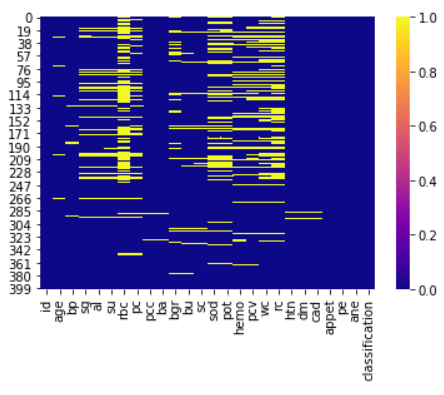 0
19
38
57
76
95
114
133
152
171
190
209
228
247
266
285
304
323
342
361
380
399
id
age
bp
sg
al
su
rbc
pc
pcc
ba
bgr
bu
sc
sod
pot
hemo
pcv
wc
rc
htn
dm
cad
appet
pe
ane
classification
1.0
0.8
0.6
0.4
0.2
0.0